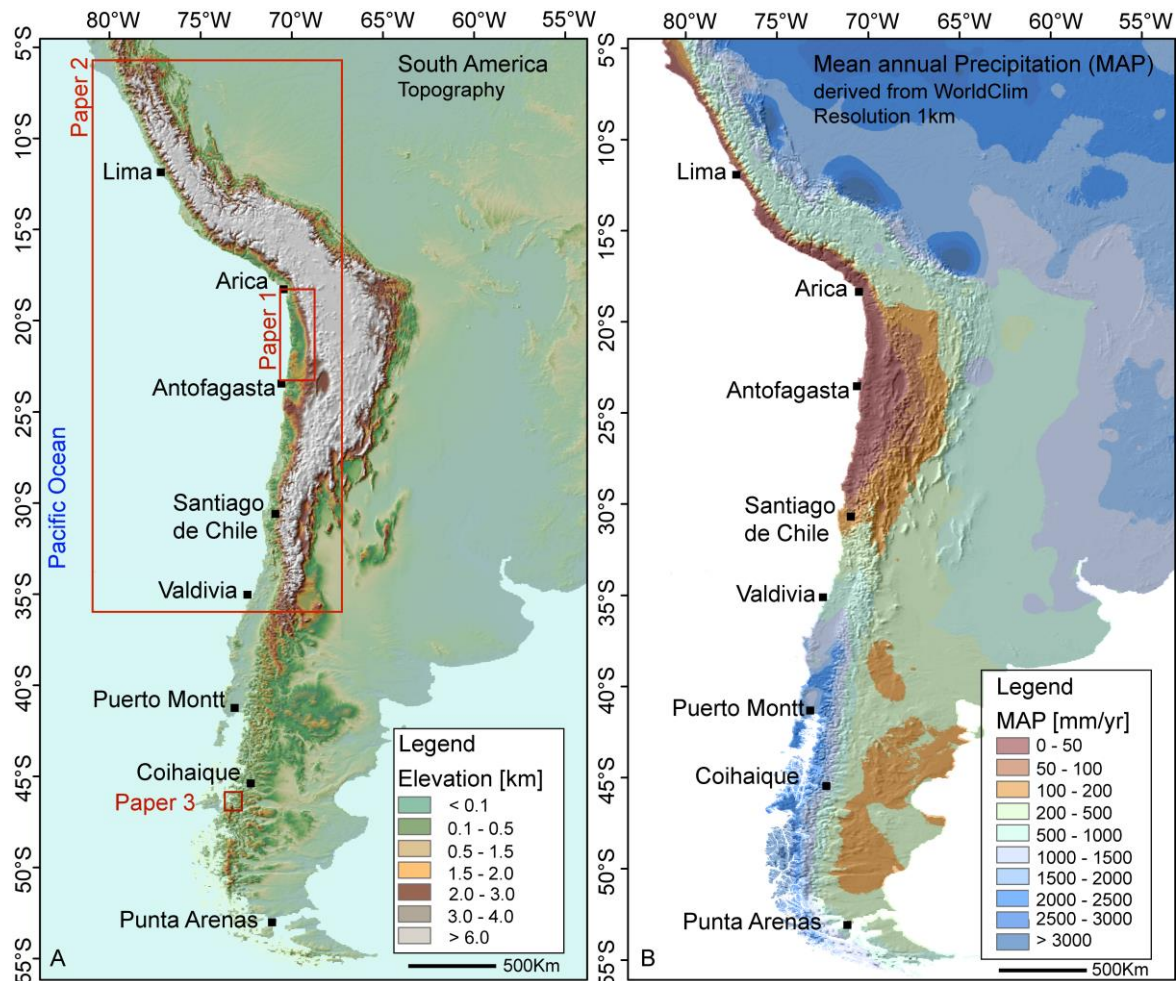 80°W 75°W 70°W 65°W 60°W 55°W
80°W 75°W 70°W 65°W 60°W 55°W
5°S
10°S
15°S
20°S
25°S
30°S
35°S
40°S
45°S
50°S
55°S
South America
Topography
Paper 2
Lima
Arica
Paper 1
Antofagasta
Pacific Ocean
Santiago
de Chile
Valdivia
Puerto Montt
Coihaique
Paper 3
Punta Arenas
Legend
Elevation [km]
< 0.1
0.1 - 0.5
0.5 - 1.5
1.5 - 2.0
2.0 - 3.0
3.0 - 4.0
> 6.0
A
500Km
5°S
10°S
15°S
20°S
25°S
30°S
35°S
40°S
45°S
50°S
55°S
Mean annual Precipitation (MAP)
derived from WorldClim
Resolution 1km
Lima
Arica
Antofagasta
Santiago
de Chile
Valdivia
Puerto Montt
Coihaique
Punta Arenas
Legend
MAP [mm/yr]
0 - 50
50 - 100
100 - 200
200 - 500
500 - 1000
1000 - 1500
1500 - 2000
2000 - 2500
2500 - 3000
> 3000
B
500Km